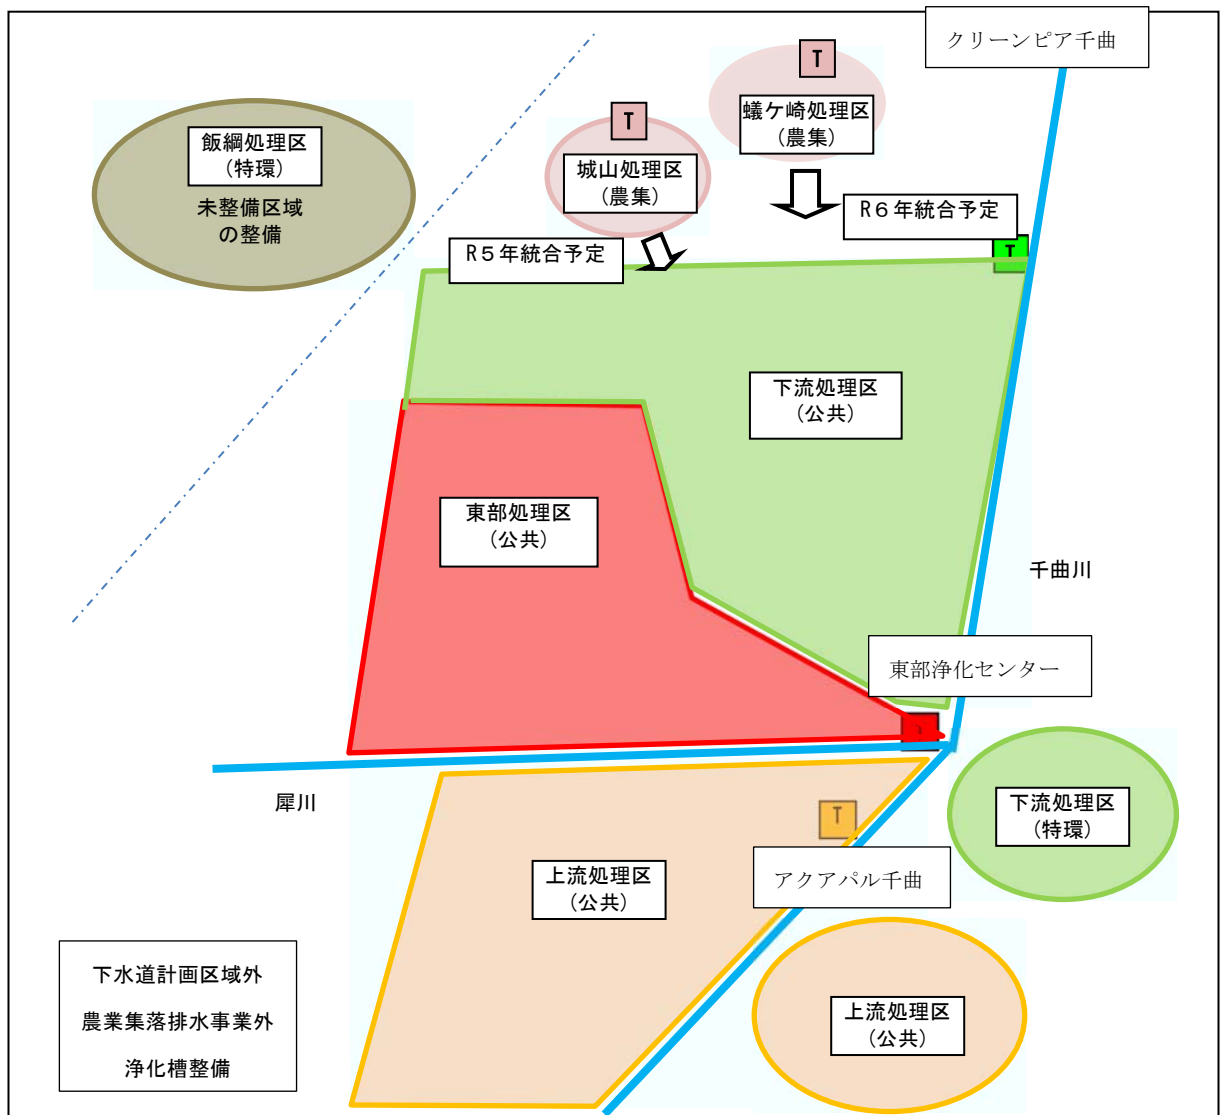 クリーンピア千曲
T
T
蟻ケ崎処理区
(農集)
飯綱処理区
(特環)
未整備区域
の整備
城山処理区
(農集)
R6年統合予定
R5年統合予定
T
下流処理区
(公共)
東部処理区
(公共)
千曲川
東部浄化センター
犀川
下流処理区
(特環)
T
上流処理区
(公共)
アクアパル千曲
下水道計画区域外
農業集落排水事業外
浄化槽整備
上流処理区
(公共)